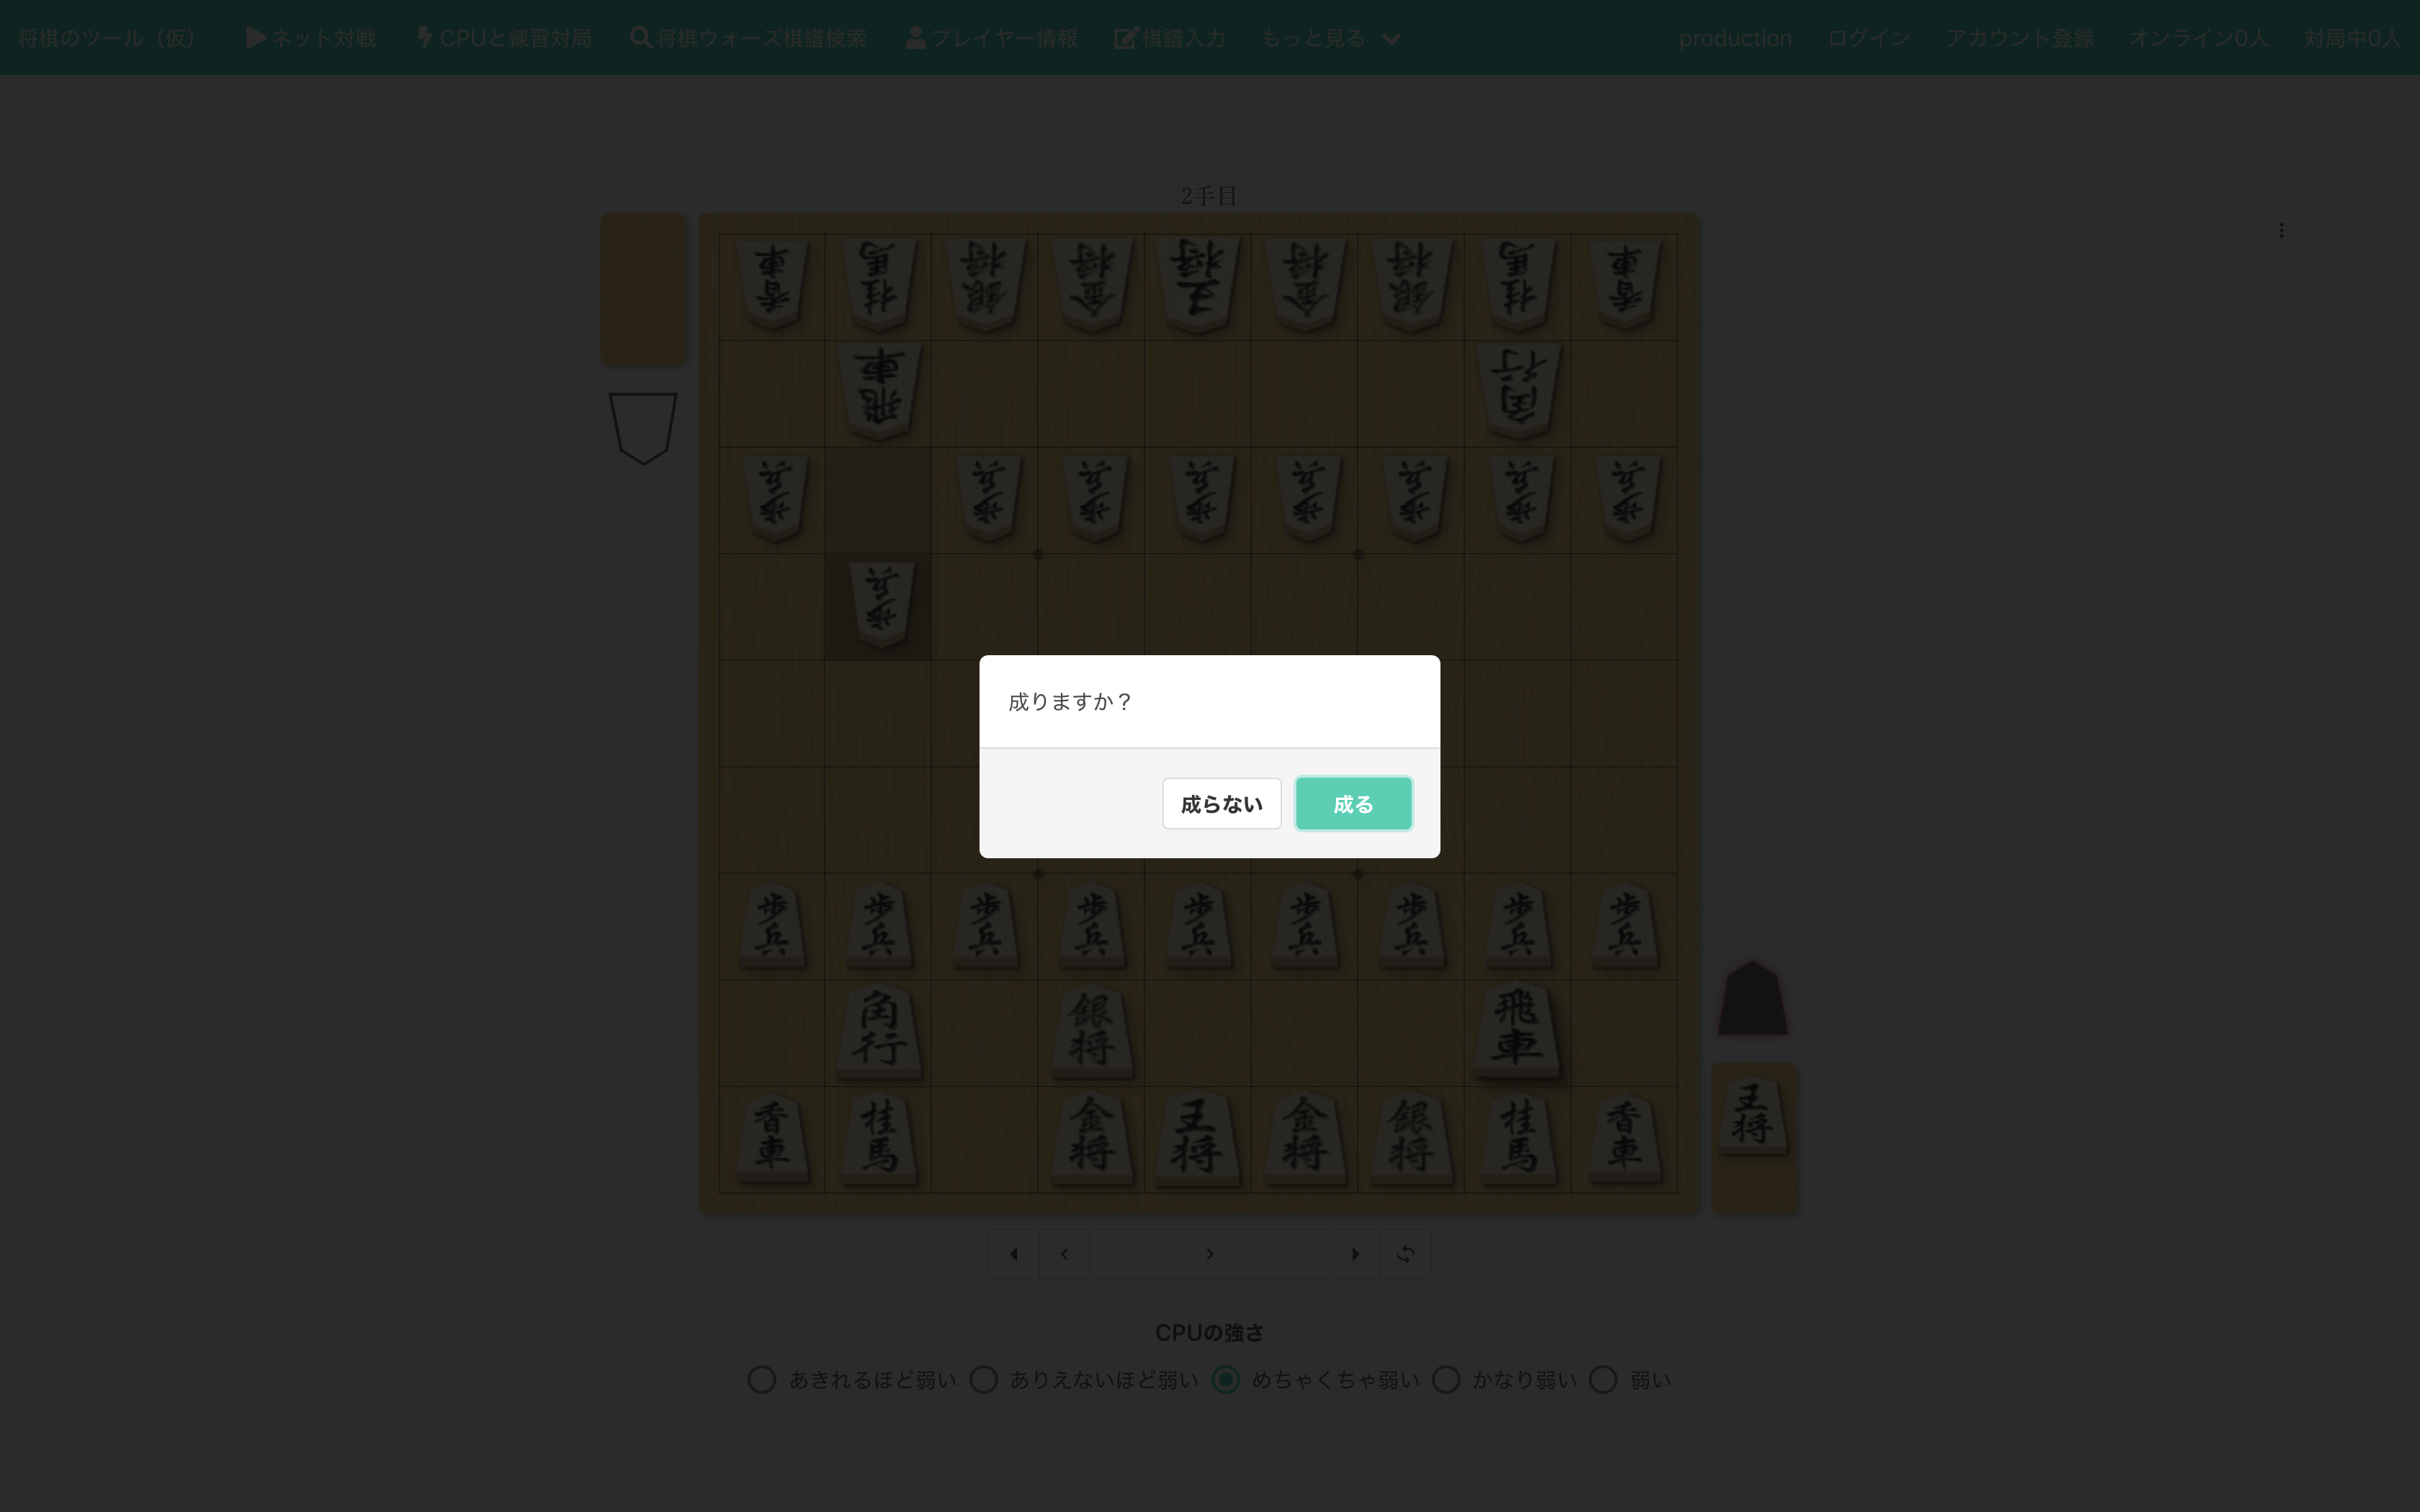 将棋のツール（仮） ネット対戦 CPUと練習対局 将棋ウォーズ棋譜検索 プレイヤー情報 棋譜入力 もっと見る production ログイン アカウント登録 オンライン0人 対局中0人
2手目
香車 桂馬 銀将 金将 王将 金将 銀将 桂馬 香車
飛車 角行
歩兵 歩兵 歩兵 歩兵 歩兵 歩兵 歩兵 歩兵
歩兵
成りますか？
成らない 成る
歩兵 歩兵 歩兵 歩兵 歩兵 歩兵 歩兵 歩兵 歩兵
角行 銀将 飛車
香車 桂馬 金将 王将 金将 銀将 桂馬 香車
王将
CPUの強さ
あきれるほど弱い ありえないほど弱い めちゃくちゃ弱い かなり弱い 弱い